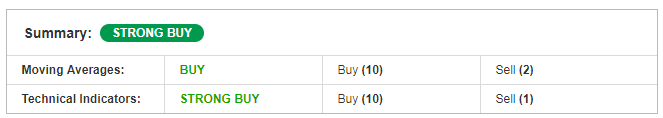 Summary: STRONG BUY
Moving Averages: BUY Buy (10) Sell (2)
Technical Indicators: STRONG BUY Buy (10) Sell (1)